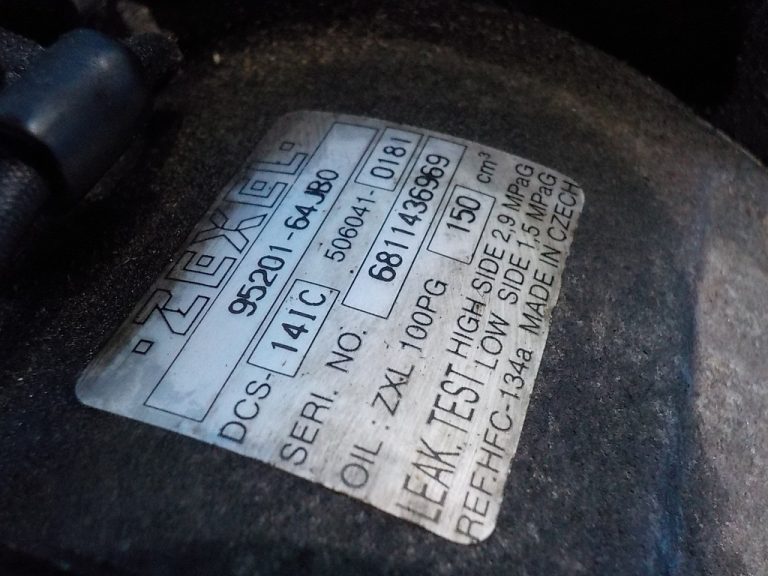 ZEXEL
95201-64JB0
DCS-141C 506041-0181
SERI. NO. 6811436969
OIL : ZXL 100PG 150 cm³
LEAK. TEST HIGH SIDE 2,9 MPaG
LOW SIDE 1,5 MPaG
REF.HFC-134a MADE IN CZECH